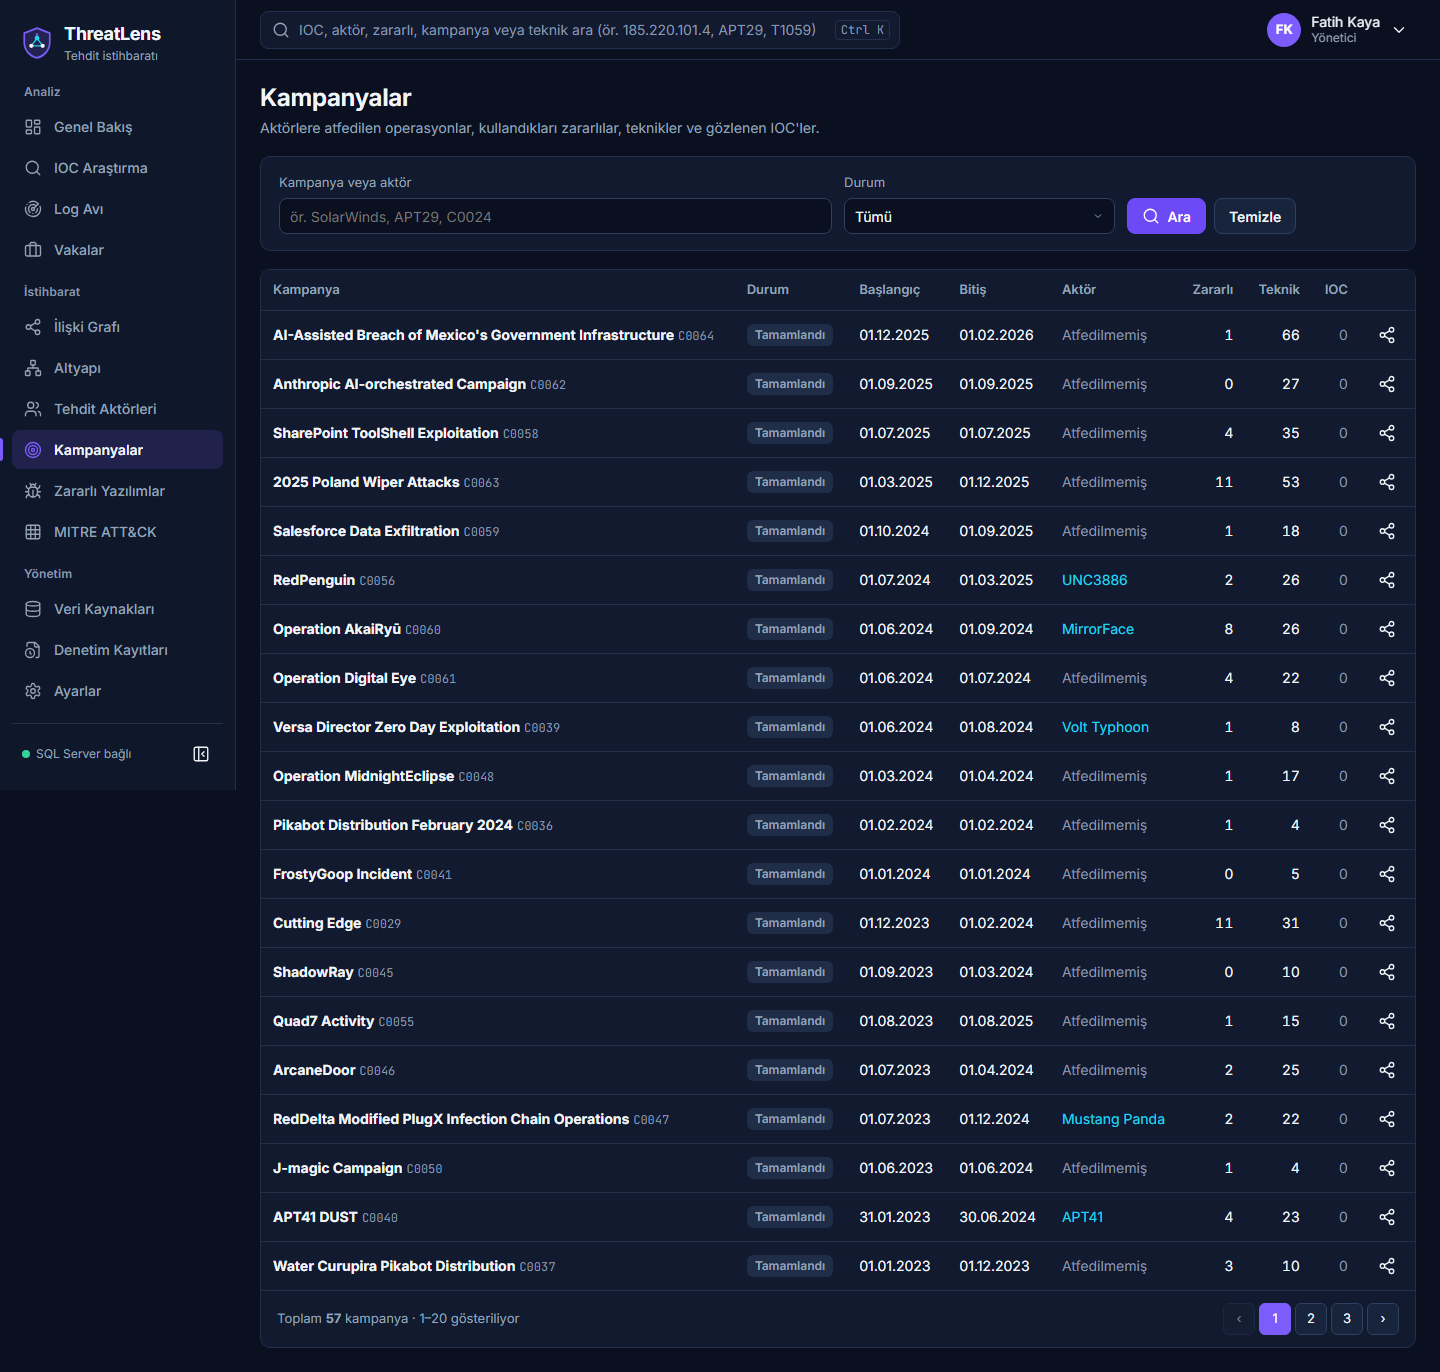 ThreatLens
Tehdit istihbaratı
Analiz
Genel Bakış
IOC Araştırma
Log Avı
Vakalar
İstihbarat
İlişki Grafı
Altyapı
Tehdit Aktörleri
Kampanyalar
Zararlı Yazılımlar
MITRE ATT&CK
Yönetim
Veri Kaynakları
Denetim Kayıtları
Ayarlar
SQL Server bağlı
IOC, aktör, zararlı, kampanya veya teknik ara (ör. 185.220.101.4, APT29, T1059) Ctrl K
FK Fatih Kaya
Yönetici
Kampanyalar
Aktörlere atfedilen operasyonlar, kullandıkları zararlılar, teknikler ve gözlenen IOC'ler.
Kampanya veya aktör Durum
ör. SolarWinds, APT29, C0024 Tümü Ara Temizle
Kampanya Durum Başlangıç Bitiş Aktör Zararlı Teknik IOC
AI-Assisted Breach of Mexico's Government Infrastructure C0064 Tamamlandı 01.12.2025 01.02.2026 Atfedilmemiş 1 66 0
Anthropic AI-orchestrated Campaign C0062 Tamamlandı 01.09.2025 01.09.2025 Atfedilmemiş 0 27 0
SharePoint ToolShell Exploitation C0058 Tamamlandı 01.07.2025 01.07.2025 Atfedilmemiş 4 35 0
2025 Poland Wiper Attacks C0063 Tamamlandı 01.03.2025 01.12.2025 Atfedilmemiş 11 53 0
Salesforce Data Exfiltration C0059 Tamamlandı 01.10.2024 01.09.2025 Atfedilmemiş 1 18 0
RedPenguin C0056 Tamamlandı 01.07.2024 01.03.2025 UNC3886 2 26 0
Operation AkaiRyū C0060 Tamamlandı 01.06.2024 01.09.2024 MirrorFace 8 26 0
Operation Digital Eye C0061 Tamamlandı 01.06.2024 01.07.2024 Atfedilmemiş 4 22 0
Versa Director Zero Day Exploitation C0039 Tamamlandı 01.06.2024 01.08.2024 Volt Typhoon 1 8 0
Operation MidnightEclipse C0048 Tamamlandı 01.03.2024 01.04.2024 Atfedilmemiş 1 17 0
Pikabot Distribution February 2024 C0036 Tamamlandı 01.02.2024 01.02.2024 Atfedilmemiş 1 4 0
FrostyGoop Incident C0041 Tamamlandı 01.01.2024 01.01.2024 Atfedilmemiş 0 5 0
Cutting Edge C0029 Tamamlandı 01.12.2023 01.02.2024 Atfedilmemiş 11 31 0
ShadowRay C0045 Tamamlandı 01.09.2023 01.03.2024 Atfedilmemiş 0 10 0
Quad7 Activity C0055 Tamamlandı 01.08.2023 01.08.2025 Atfedilmemiş 1 15 0
ArcaneDoor C0046 Tamamlandı 01.07.2023 01.04.2024 Atfedilmemiş 2 25 0
RedDelta Modified PlugX Infection Chain Operations C0047 Tamamlandı 01.07.2023 01.12.2024 Mustang Panda 2 22 0
J-magic Campaign C0050 Tamamlandı 01.06.2023 01.06.2024 Atfedilmemiş 1 4 0
APT41 DUST C0040 Tamamlandı 31.01.2023 30.06.2024 APT41 4 23 0
Water Curupira Pikabot Distribution C0037 Tamamlandı 01.01.2023 01.12.2023 Atfedilmemiş 3 10 0
Toplam 57 kampanya · 1–20 gösteriliyor ‹ 1 2 3 ›